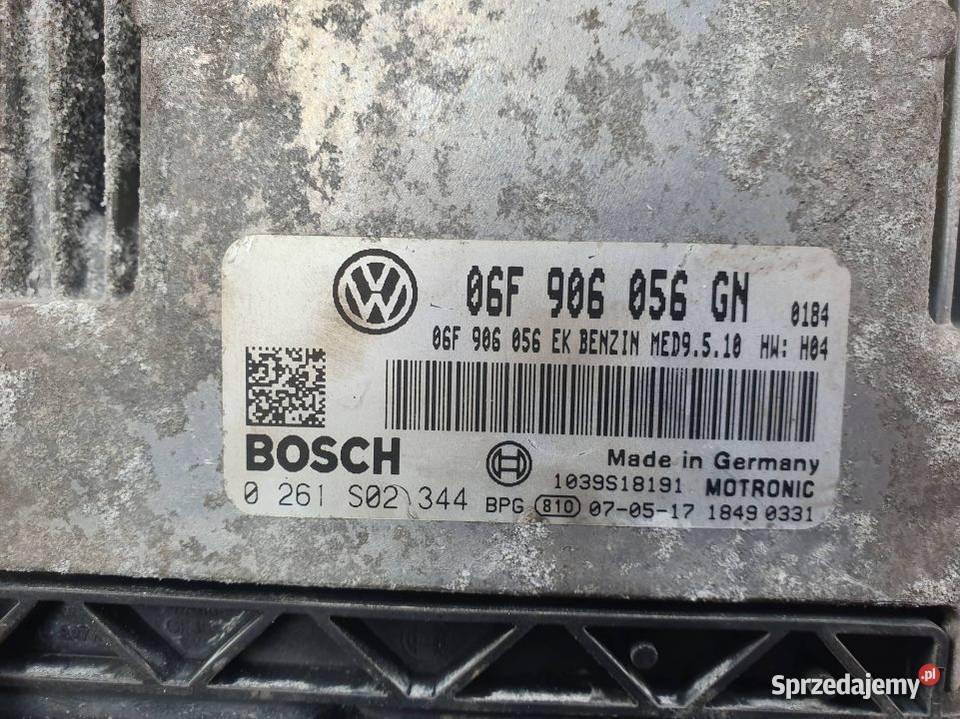 06F 906 056 GN 0184
06F 906 056 EK BENZIN MED9.5.10 HW: H04
BOSCH
Made in Germany
1039S18191 MOTRONIC
0 261 S02 344 BPG 810 07-05-17 1849 0331
Sprzedajemy.pl